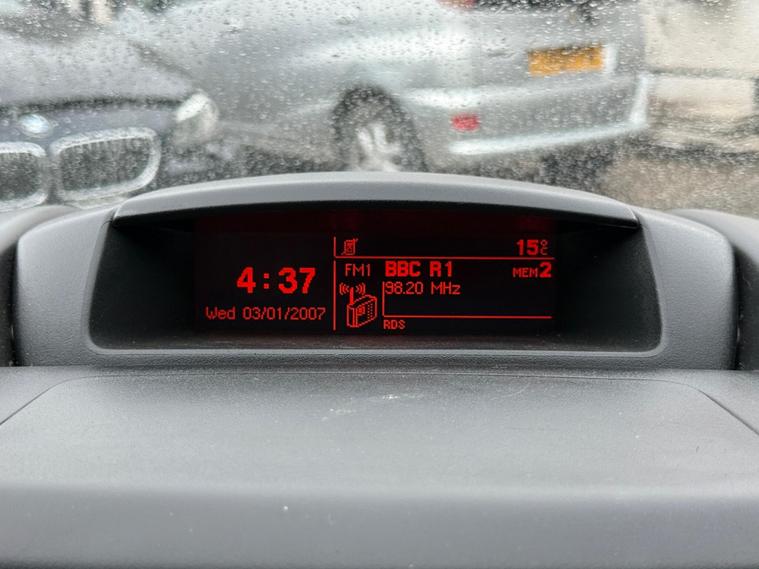 15°C
FM1 BBC R1 MEM2
4:37
98.20 MHz
Wed 03/01/2007
RDS